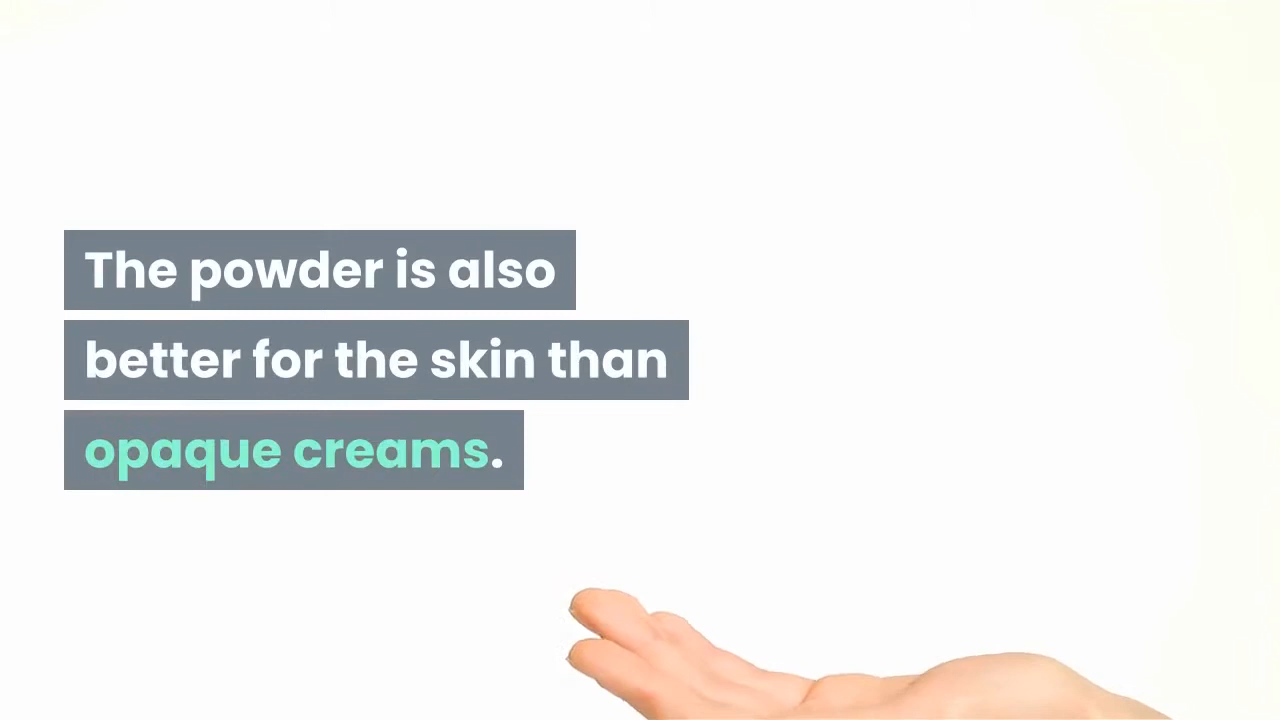 The powder is also
better for the skin than
opaque creams.